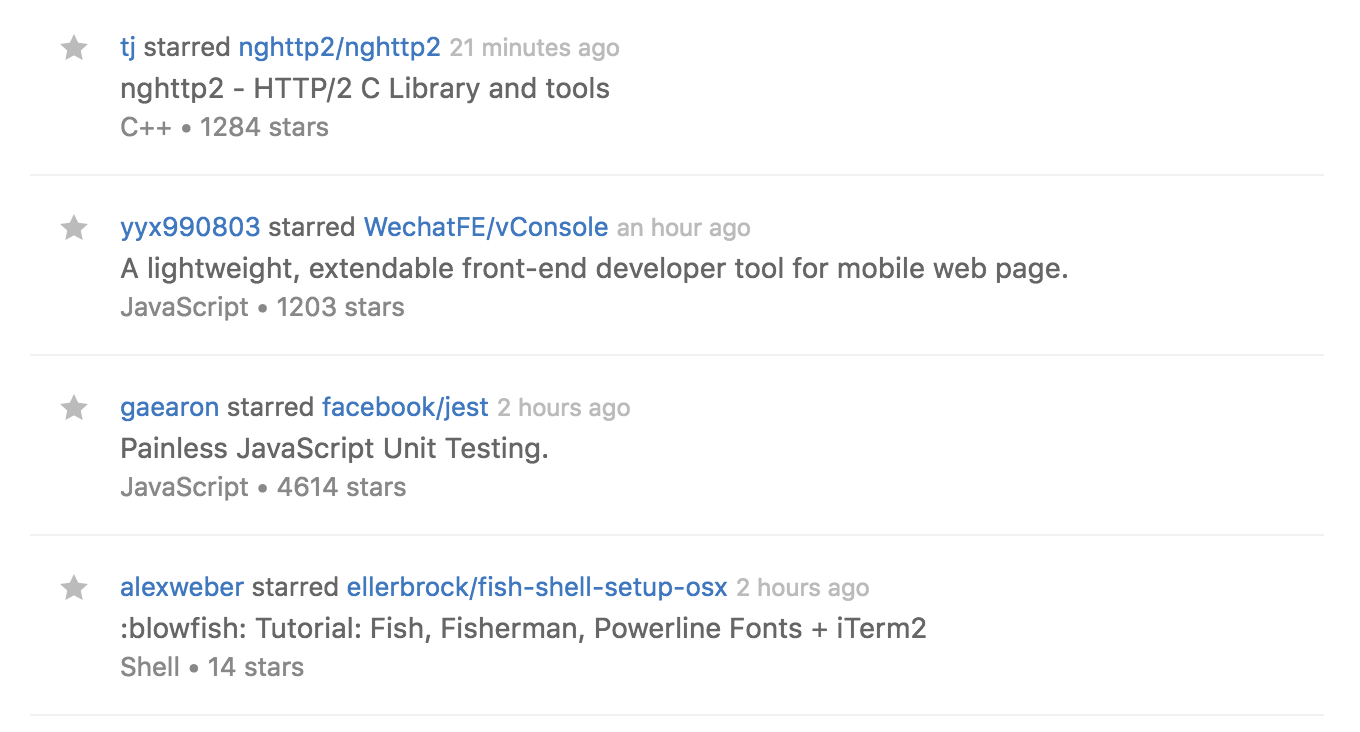 tj starred nghttp2/nghttp2 21 minutes ago
nghttp2 - HTTP/2 C Library and tools
C++ • 1284 stars
yyx990803 starred WechatFE/vConsole an hour ago
A lightweight, extendable front-end developer tool for mobile web page.
JavaScript • 1203 stars
gaearon starred facebook/jest 2 hours ago
Painless JavaScript Unit Testing.
JavaScript • 4614 stars
alexweber starred ellerbrock/fish-shell-setup-osx 2 hours ago
:blowfish: Tutorial: Fish, Fisherman, Powerline Fonts + iTerm2
Shell • 14 stars